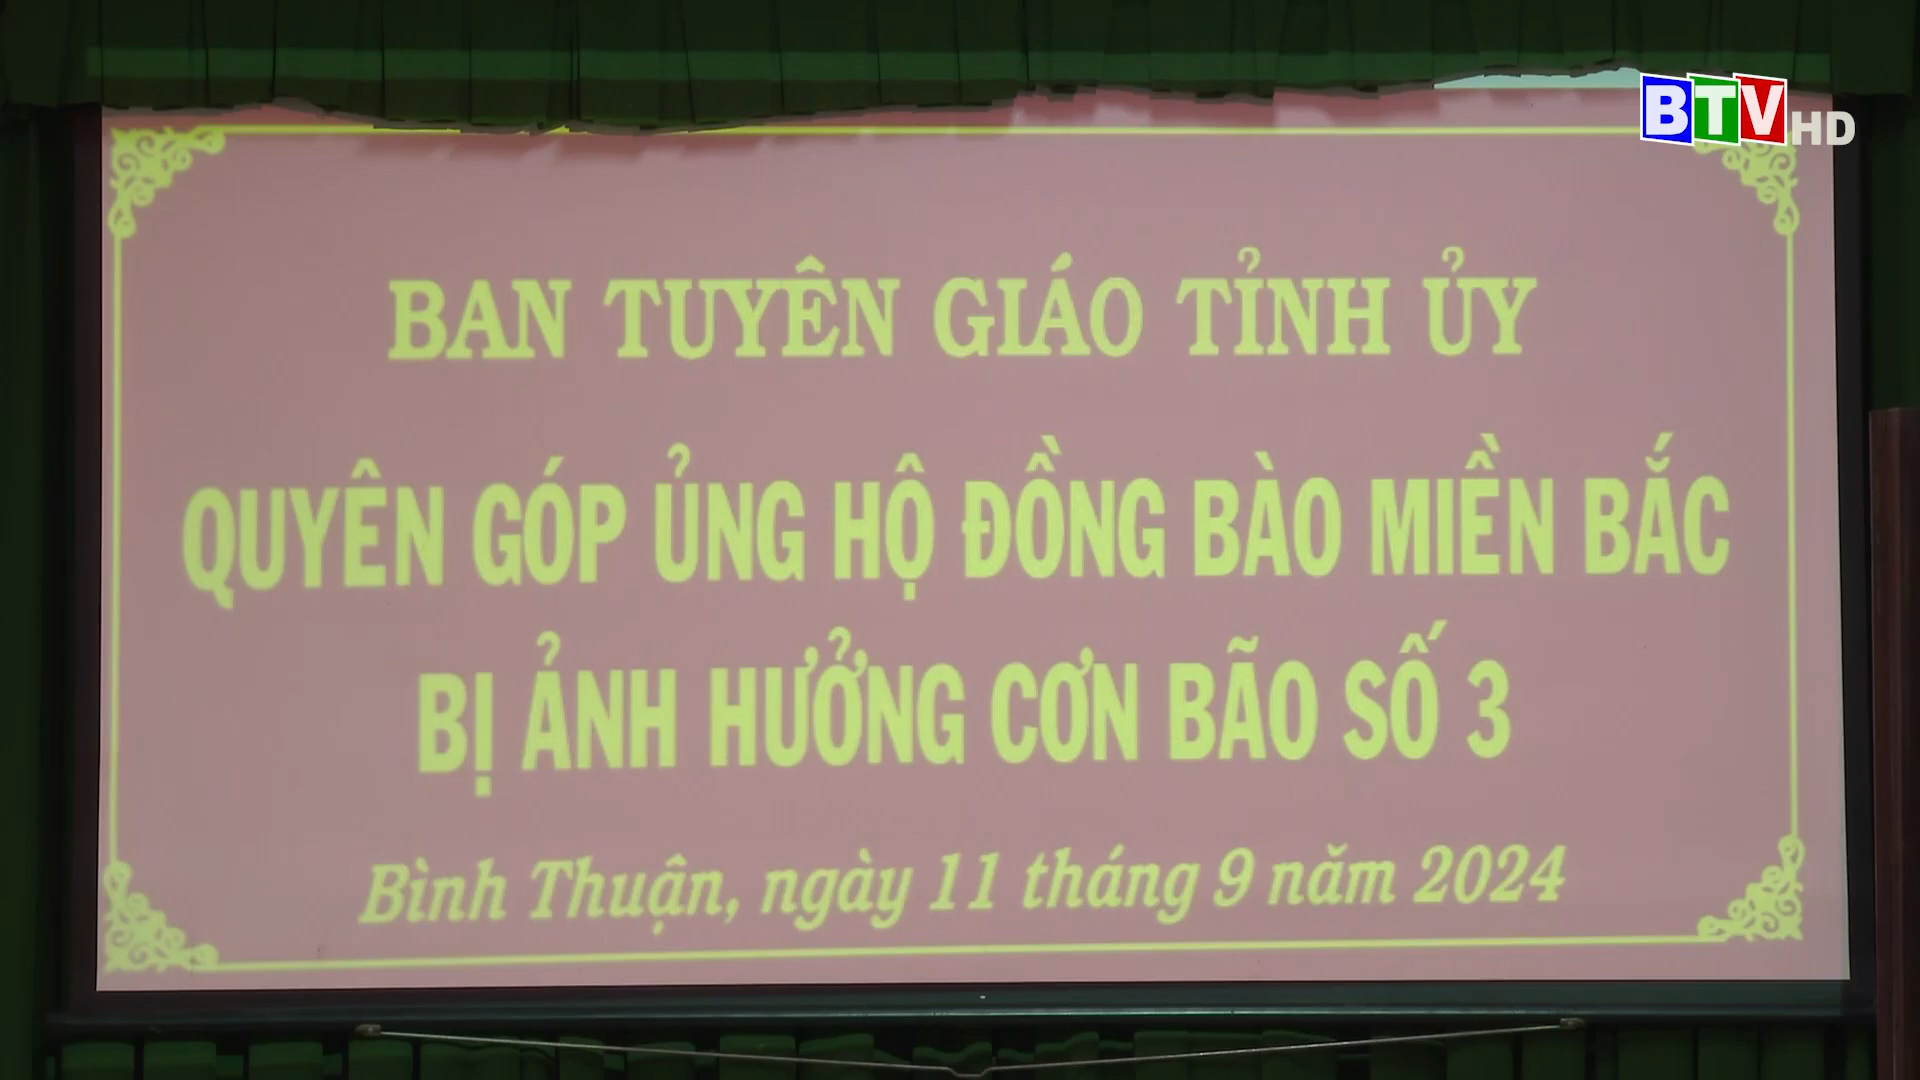 BTV HD
BAN TUYÊN GIÁO TỈNH ỦY
QUYÊN GÓP ỦNG HỘ ĐỒNG BÀO MIỀN BẮC
BỊ ẢNH HƯỞNG CƠN BÃO SỐ 3
Bình Thuận, ngày 11 tháng 9 năm 2024